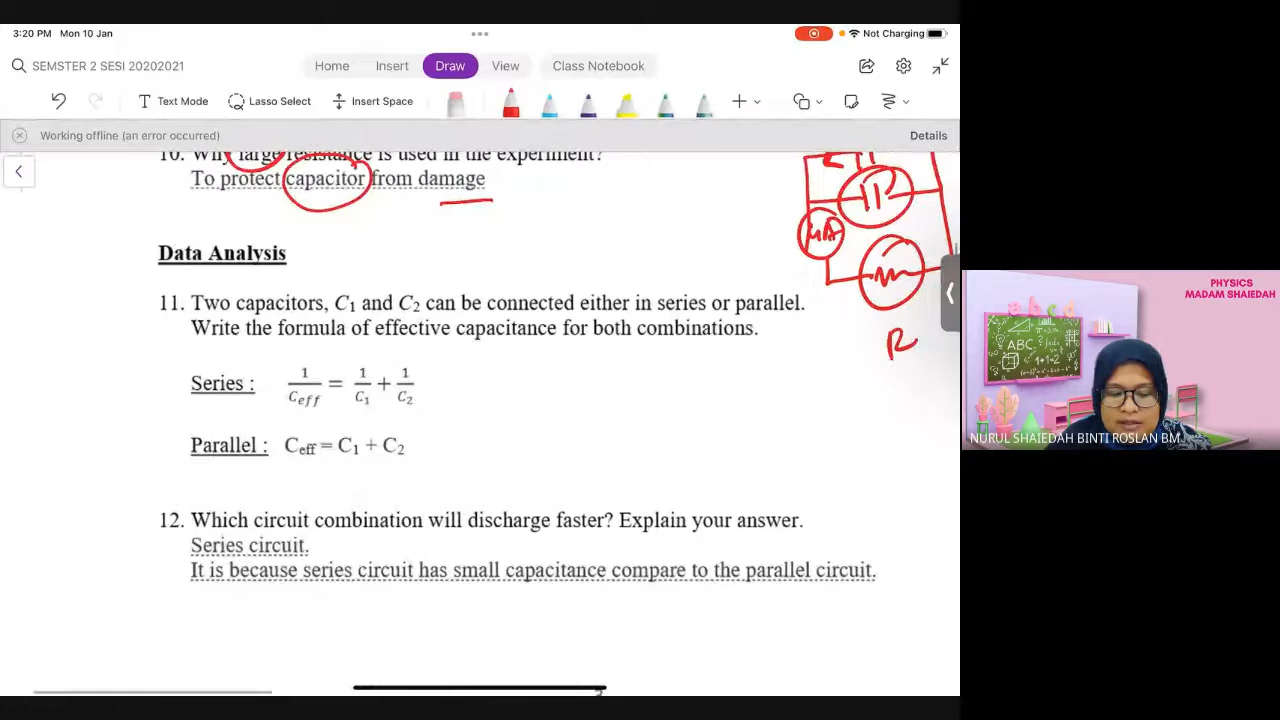 3:20 PM Mon 10 Jan
Not Charging
SEMSTER 2 SESI 20202021
Home Insert Draw View Class Notebook
Text Mode Lasso Select Insert Space
Working offline (an error occurred) Details
10. Why large resistance is used in the experiment?
To protect capacitor from damage
μA
R
Data Analysis
11. Two capacitors, C₁ and C₂ can be connected either in series or parallel.
Write the formula of effective capacitance for both combinations.
Series : 1/Ceff = 1/C₁ + 1/C₂
Parallel : Ceff = C₁ + C₂
12. Which circuit combination will discharge faster? Explain your answer.
Series circuit.
It is because series circuit has small capacitance compare to the parallel circuit.
PHYSICS
MADAM SHAIEDAH
abcd
ABC
NURUL SHAIEDAH BINTI ROSLAN BM